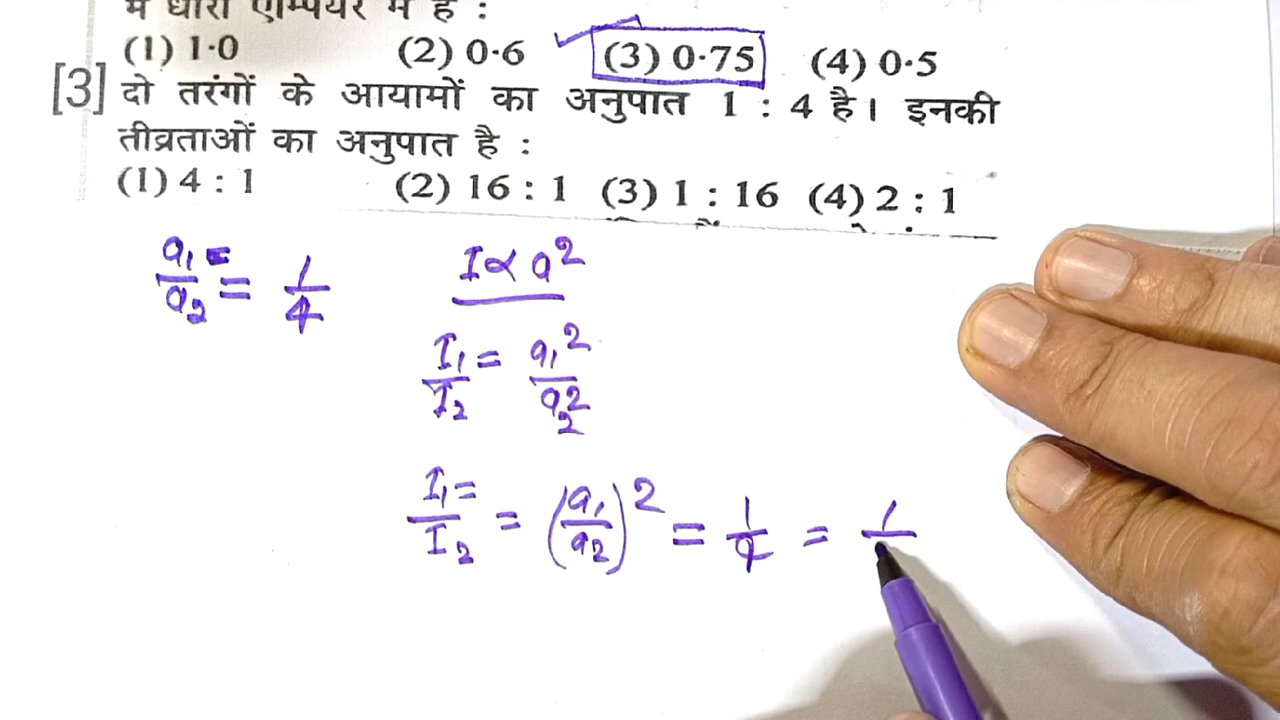 में धारा एम्पियर में है :
(1) 1·0 (2) 0·6 (3) 0·75 (4) 0·5
[3] दो तरंगों के आयामों का अनुपात 1 : 4 है। इनकी
तीव्रताओं का अनुपात है :
(1) 4 : 1 (2) 16 : 1 (3) 1 : 16 (4) 2 : 1
a₁/a₂ = 1/4
I ∝ a²
I₁/I₂ = a₁²/a₂²
I₁/I₂ = (a₁/a₂)² = 1/4 = 1/